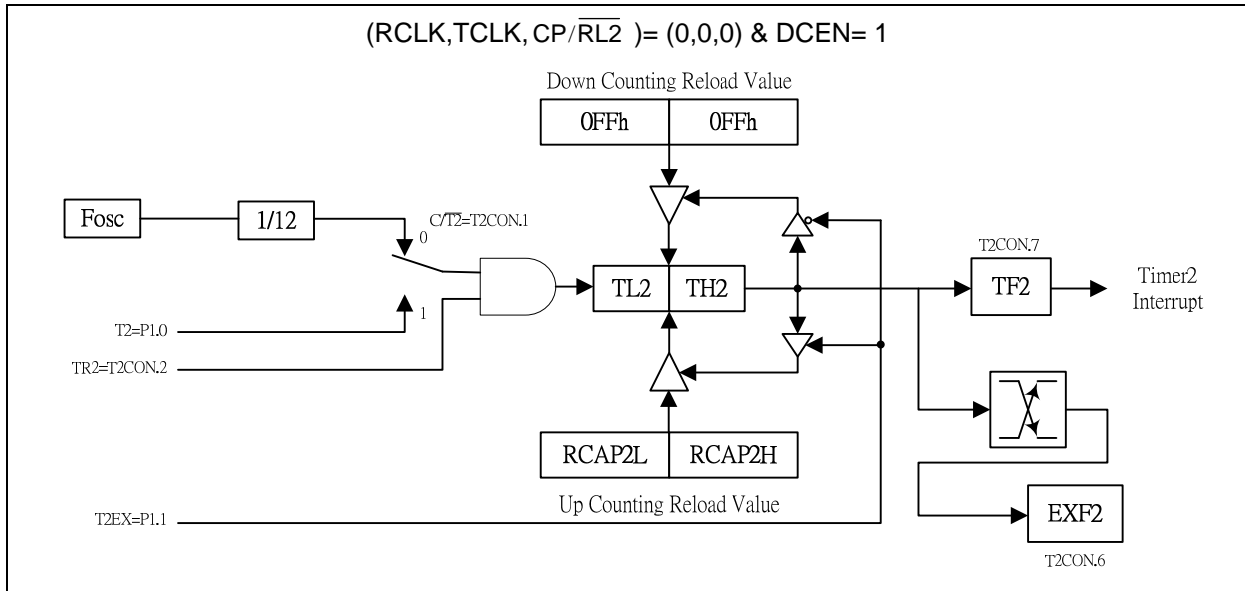 (RCLK,TCLK, CP/R̅L̅2̅ )= (0,0,0) & DCEN= 1
Down Counting Reload Value
0FFh 0FFh
Fosc
1/12
C/T̅2̅=T2CON.1
0
1
T2=P1.0
TR2=T2CON.2
TL2 TH2
T2CON.7
TF2
Timer2
Interrupt
RCAP2L RCAP2H
Up Counting Reload Value
T2EX=P1.1
EXF2
T2CON.6